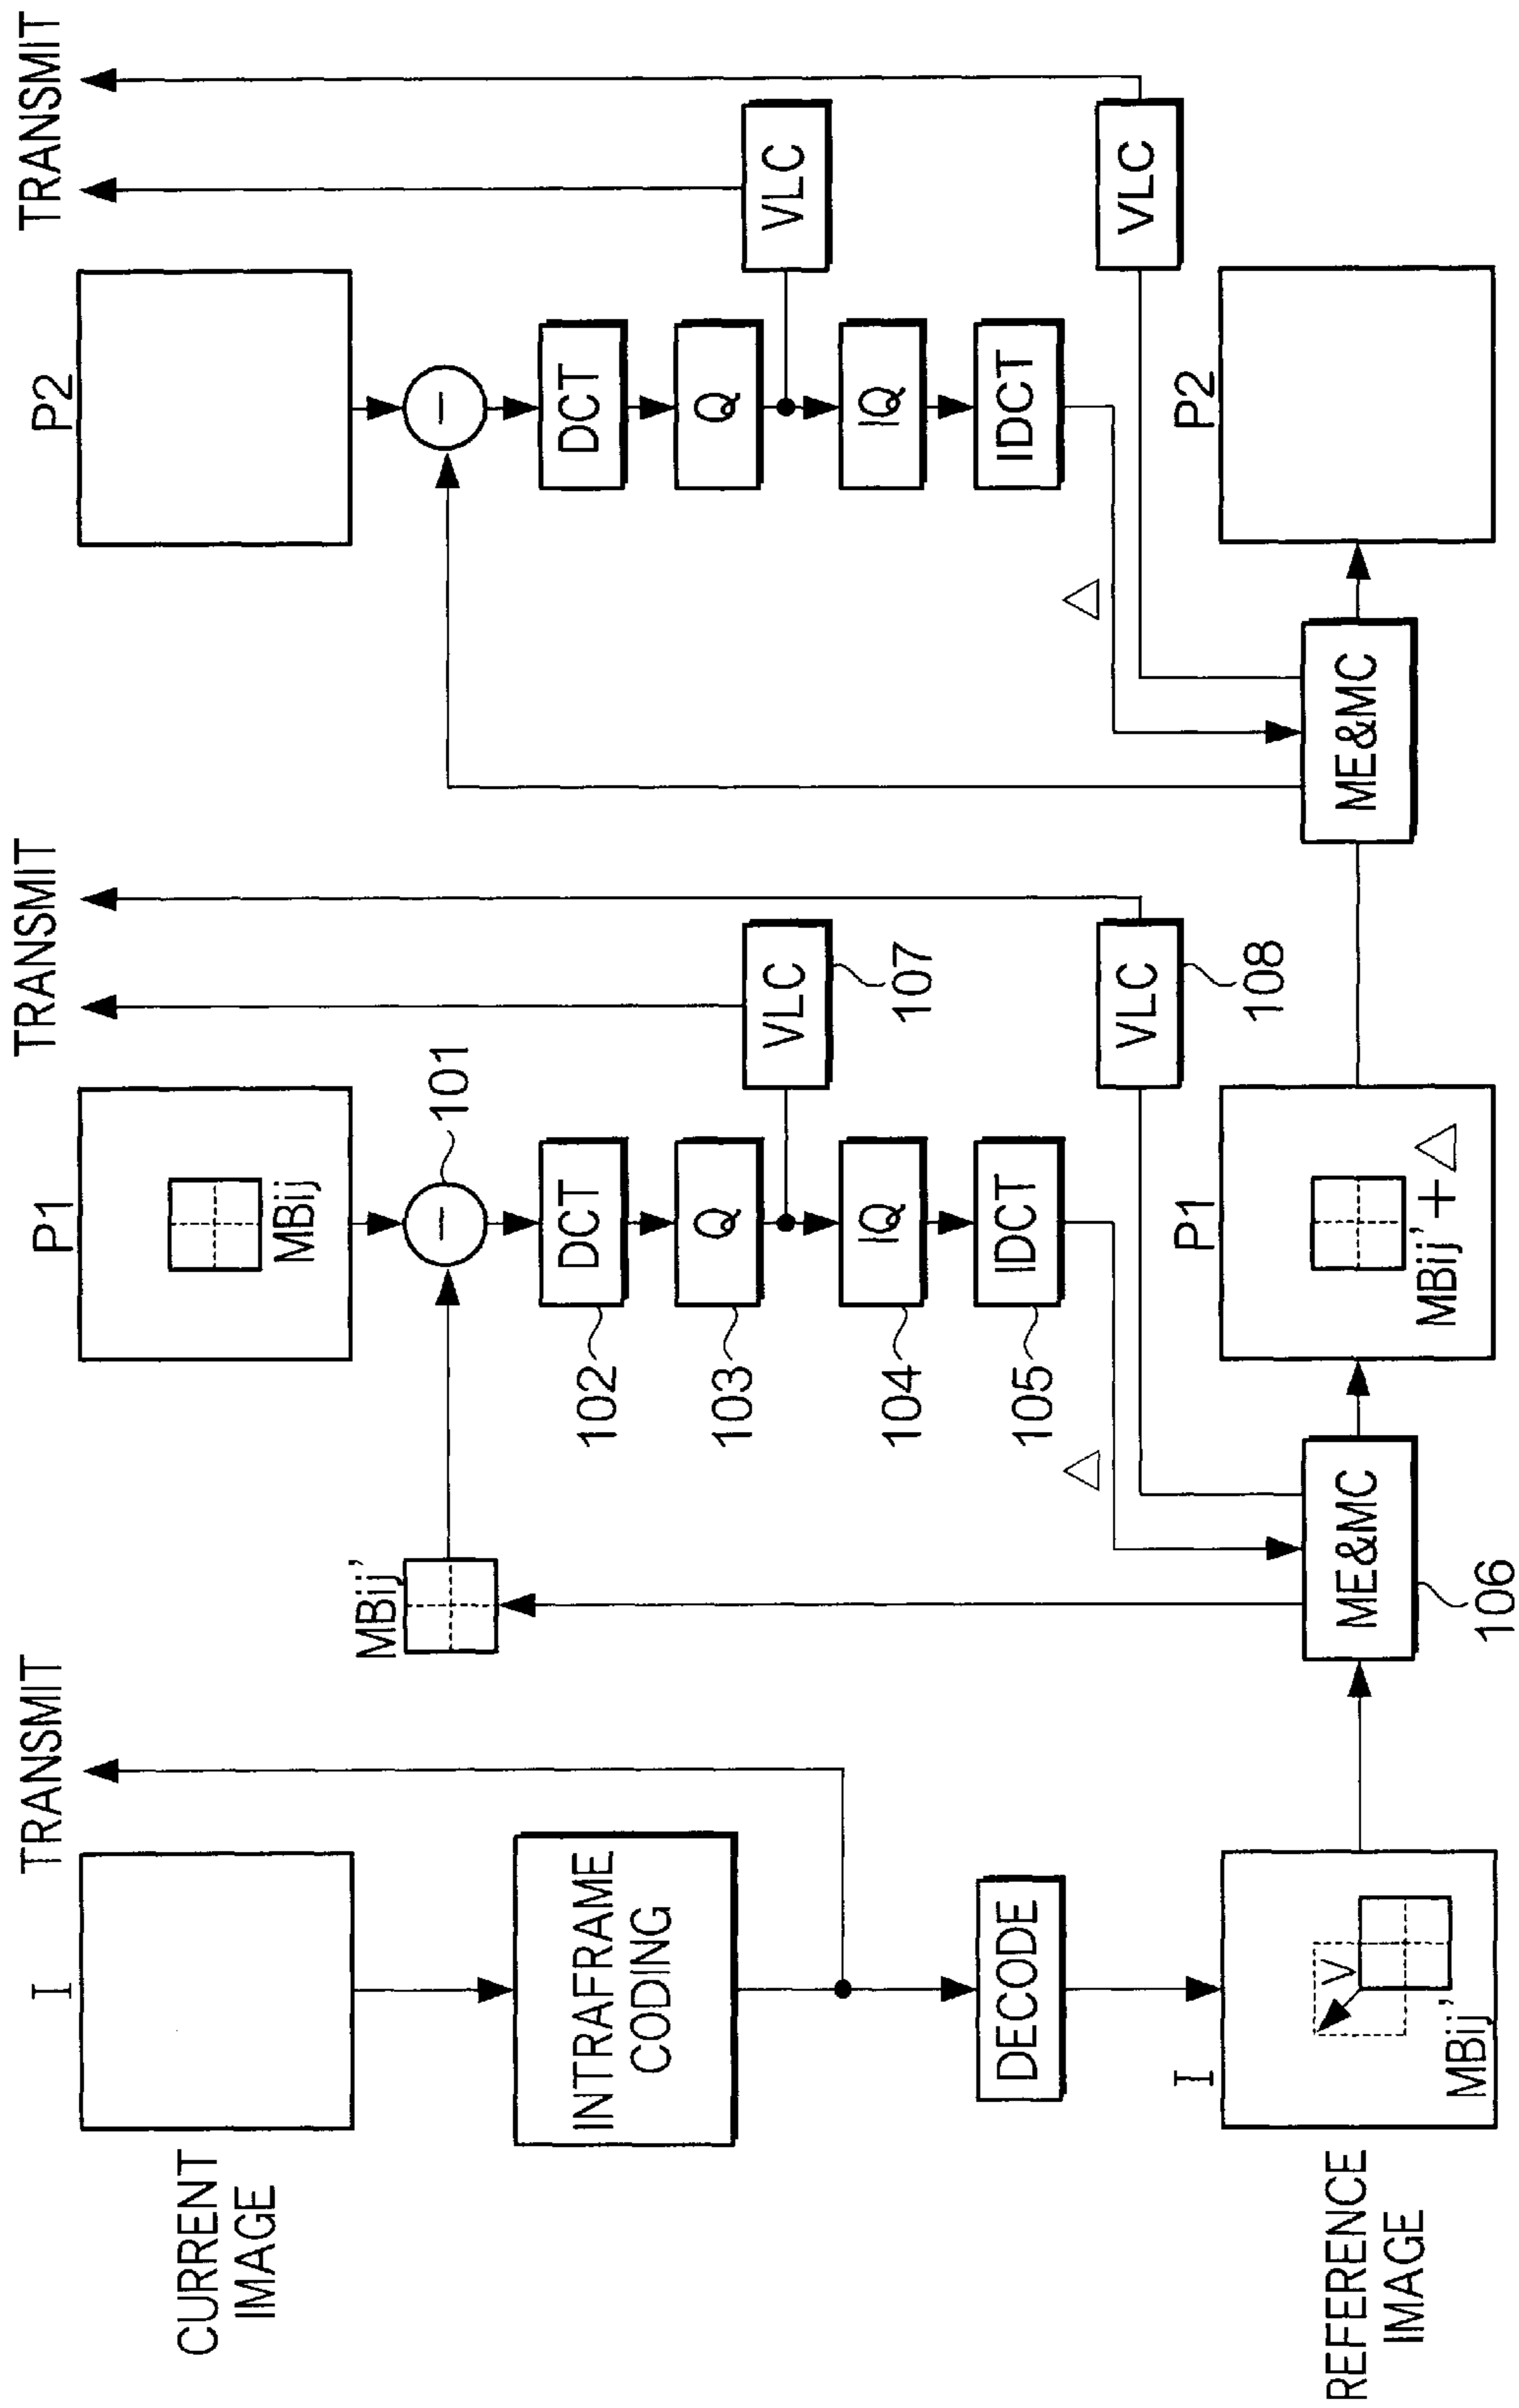 TRANSMIT
TRANSMIT
TRANSMIT
CURRENT
IMAGE
I
P1
P2
MBij
MBij'
101
INTRAFRAME
CODING
102
DCT
DCT
103
Q
Q
VLC
107
VLC
104
IQ
IQ
DECODE
105
IDCT
IDCT
△
△
VLC
108
VLC
REFERENCE
IMAGE
I
V
MBij'
ME&MC
106
P1
MBij'+△
ME&MC
P2